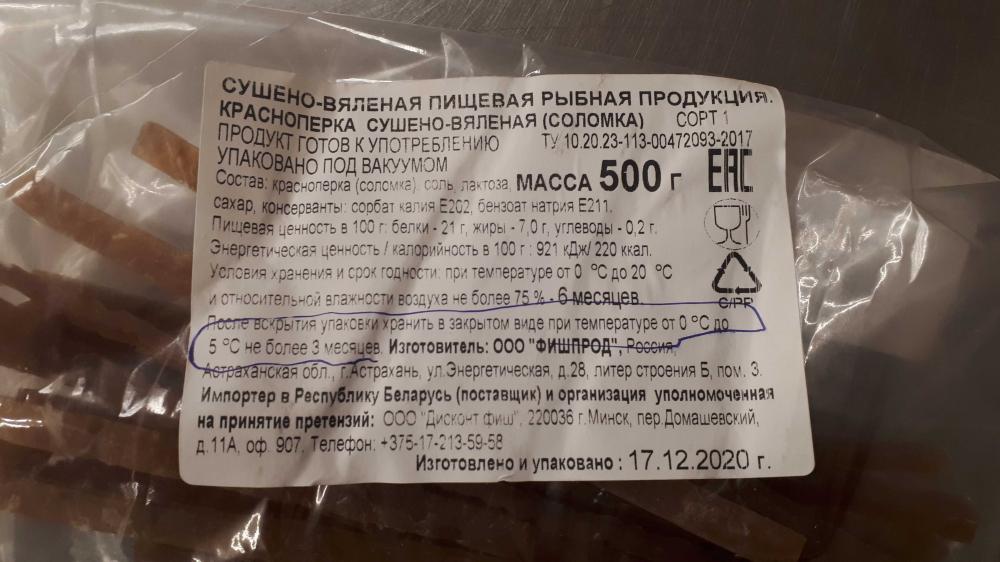 СУШЕНО-ВЯЛЕНАЯ ПИЩЕВАЯ РЫБНАЯ ПРОДУКЦИЯ.
КРАСНОПЕРКА СУШЕНО-ВЯЛЕНАЯ (СОЛОМКА) СОРТ 1
ПРОДУКТ ГОТОВ К УПОТРЕБЛЕНИЮ ТУ 10.20.23-113-00472093-2017
УПАКОВАНО ПОД ВАКУУМОМ
Состав: красноперка (соломка), соль, лактоза, МАССА 500 г EAC
сахар, консерванты: сорбат калия Е202, бензоат натрия Е211.
Пищевая ценность в 100 г: белки - 21 г, жиры - 7,0 г, углеводы - 0,2 г.
Энергетическая ценность / калорийность в 100 г : 921 кДж/ 220 ккал.
Условия хранения и срок годности: при температуре от 0 °С до 20 °С
и относительной влажности воздуха не более 75 % - 6 месяцев.
C/PP
После вскрытия упаковки хранить в закрытом виде при температуре от 0 °С до
5 °С не более 3 месяцев. Изготовитель: ООО "ФИШПРОД", Россия,
Астраханская обл., г.Астрахань, ул.Энергетическая, д.28, литер строения Б, пом. 3.
Импортер в Республику Беларусь (поставщик) и организация уполномоченная
на принятие претензий: ООО "Дисконт фиш", 220036 г.Минск, пер.Домашевский,
д.11А, оф. 907, Телефон: +375-17-213-59-58
Изготовлено и упаковано : 17.12.2020 г.